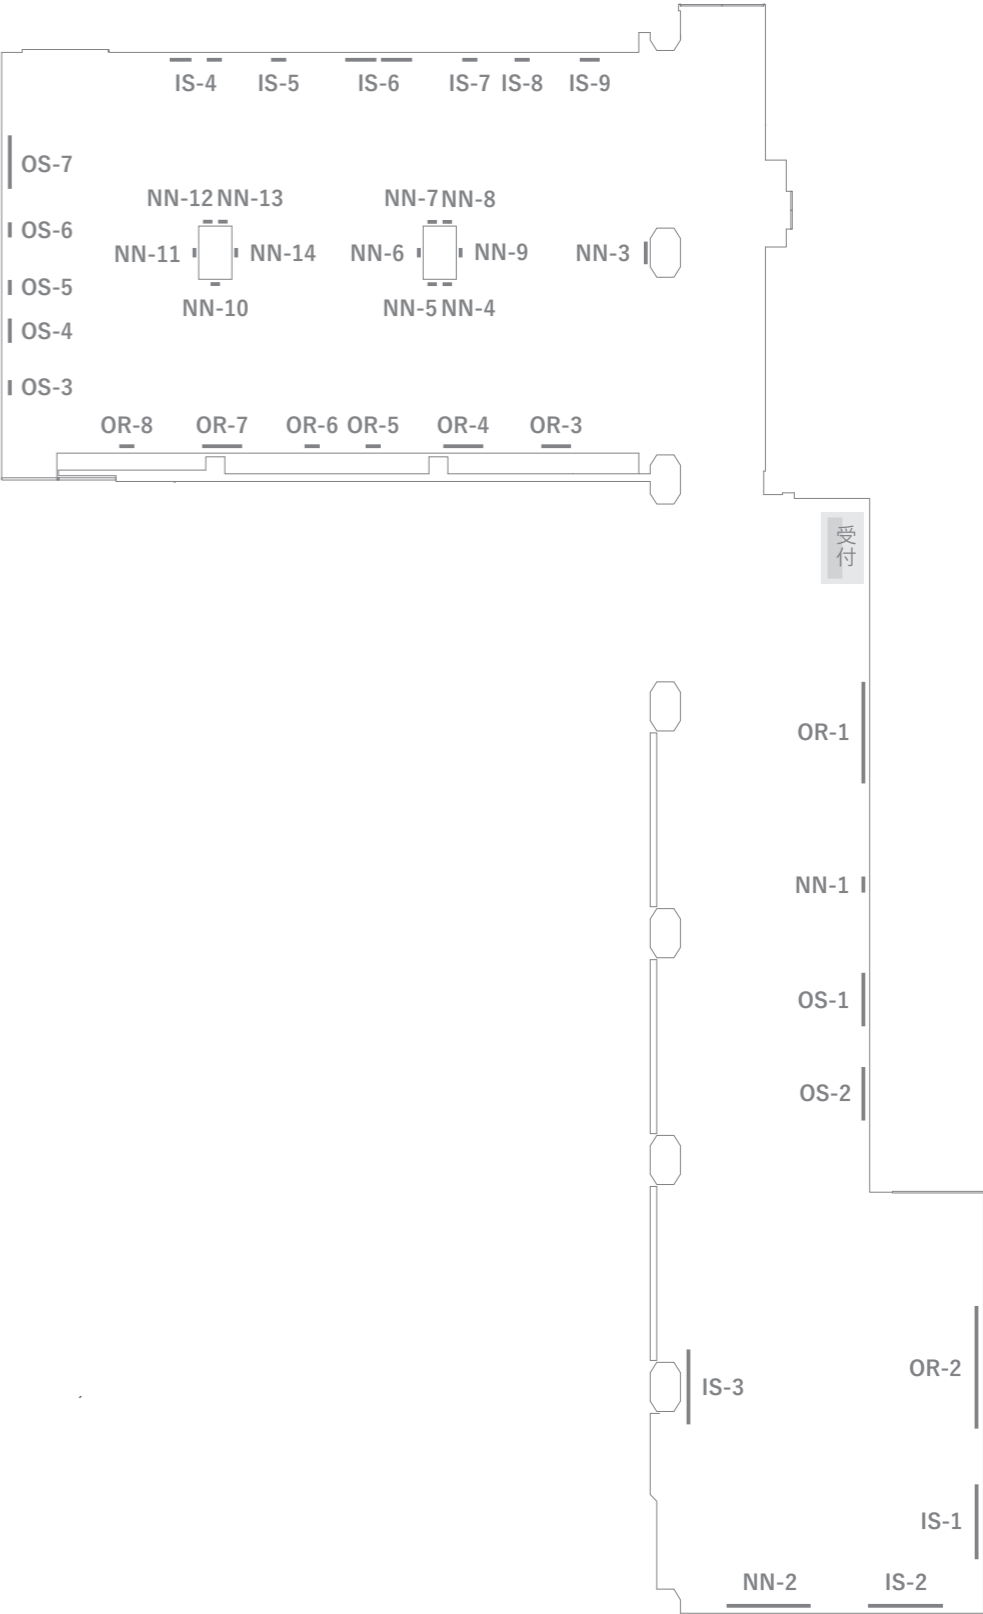 IS-4 IS-5 IS-6 IS-7 IS-8 IS-9
OS-7
NN-12 NN-13 NN-7 NN-8
OS-6
NN-11 NN-14 NN-6 NN-9 NN-3
OS-5
NN-10 NN-5 NN-4
OS-4
OS-3
OR-8 OR-7 OR-6 OR-5 OR-4 OR-3
受付
OR-1
NN-1
OS-1
OS-2
OR-2
IS-3
IS-1
NN-2 IS-2